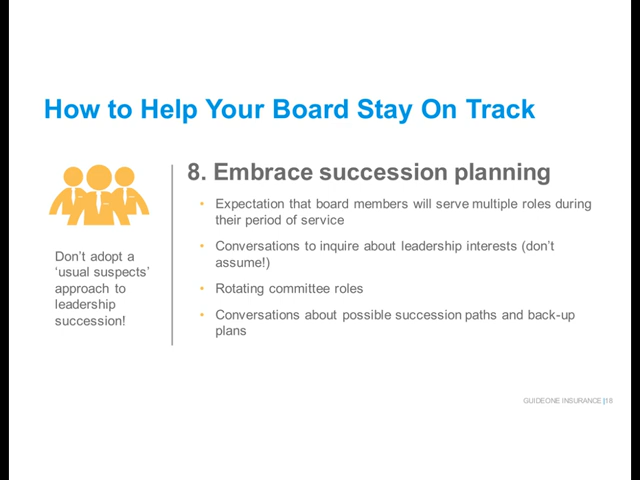 How to Help Your Board Stay On Track
8. Embrace succession planning
• Expectation that board members will serve multiple roles during
their period of service
• Conversations to inquire about leadership interests (don’t
assume!)
• Rotating committee roles
• Conversations about possible succession paths and back-up
plans
Don’t adopt a
‘usual suspects’
approach to
leadership
succession!
GUIDEONE INSURANCE |18